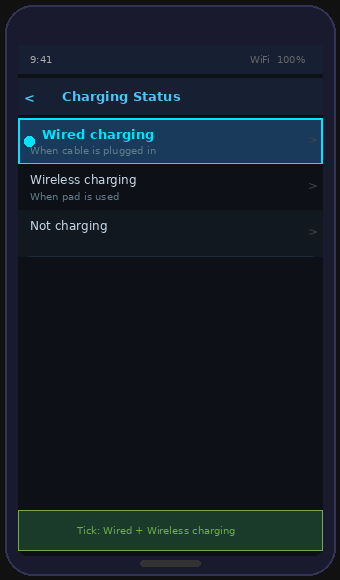 9:41 WiFi 100%
< Charging Status
Wired charging
When cable is plugged in
>
Wireless charging
When pad is used
>
Not charging
>
Tick: Wired + Wireless charging